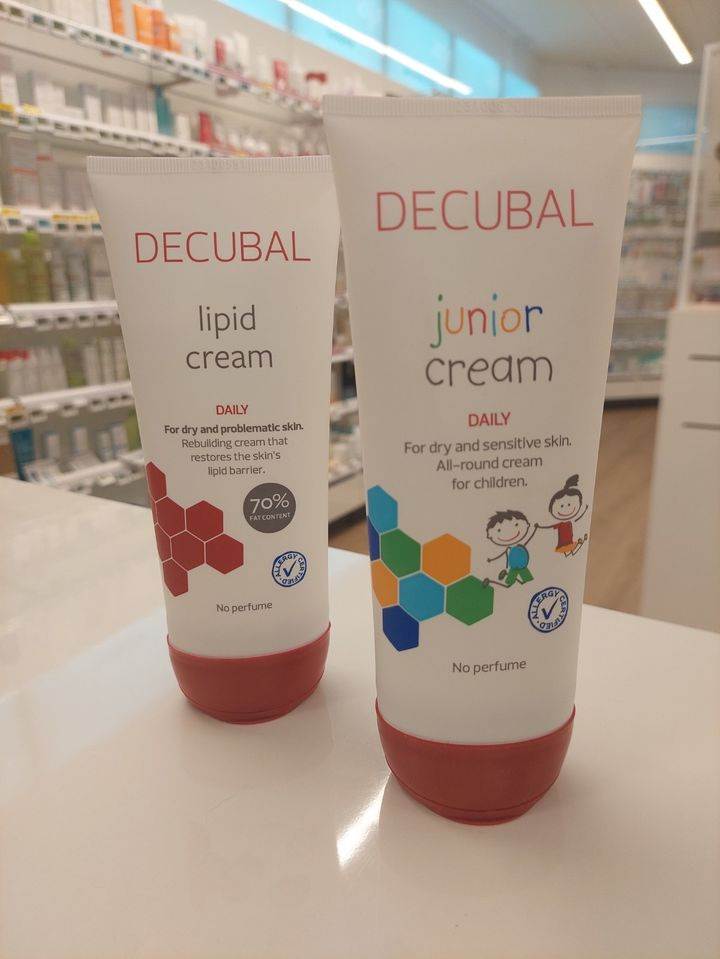 DECUBAL
lipid
cream
DAILY
For dry and problematic skin.
Rebuilding cream that
restores the skin's
lipid barrier.
70%
FAT CONTENT
ALLERGY CERTIFIED
No perfume
DECUBAL
junior
cream
DAILY
For dry and sensitive skin.
All-round cream
for children.
ALLERGY CERTIFIED
No perfume